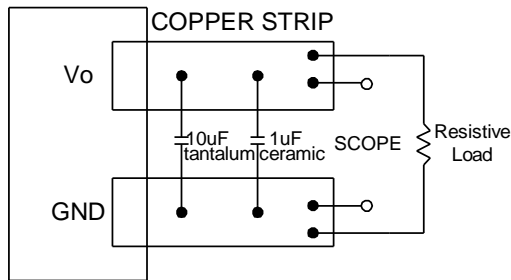 COPPER STRIP
Vo
10uF 1uF
tantalum ceramic
SCOPE
Resistive
Load
GND